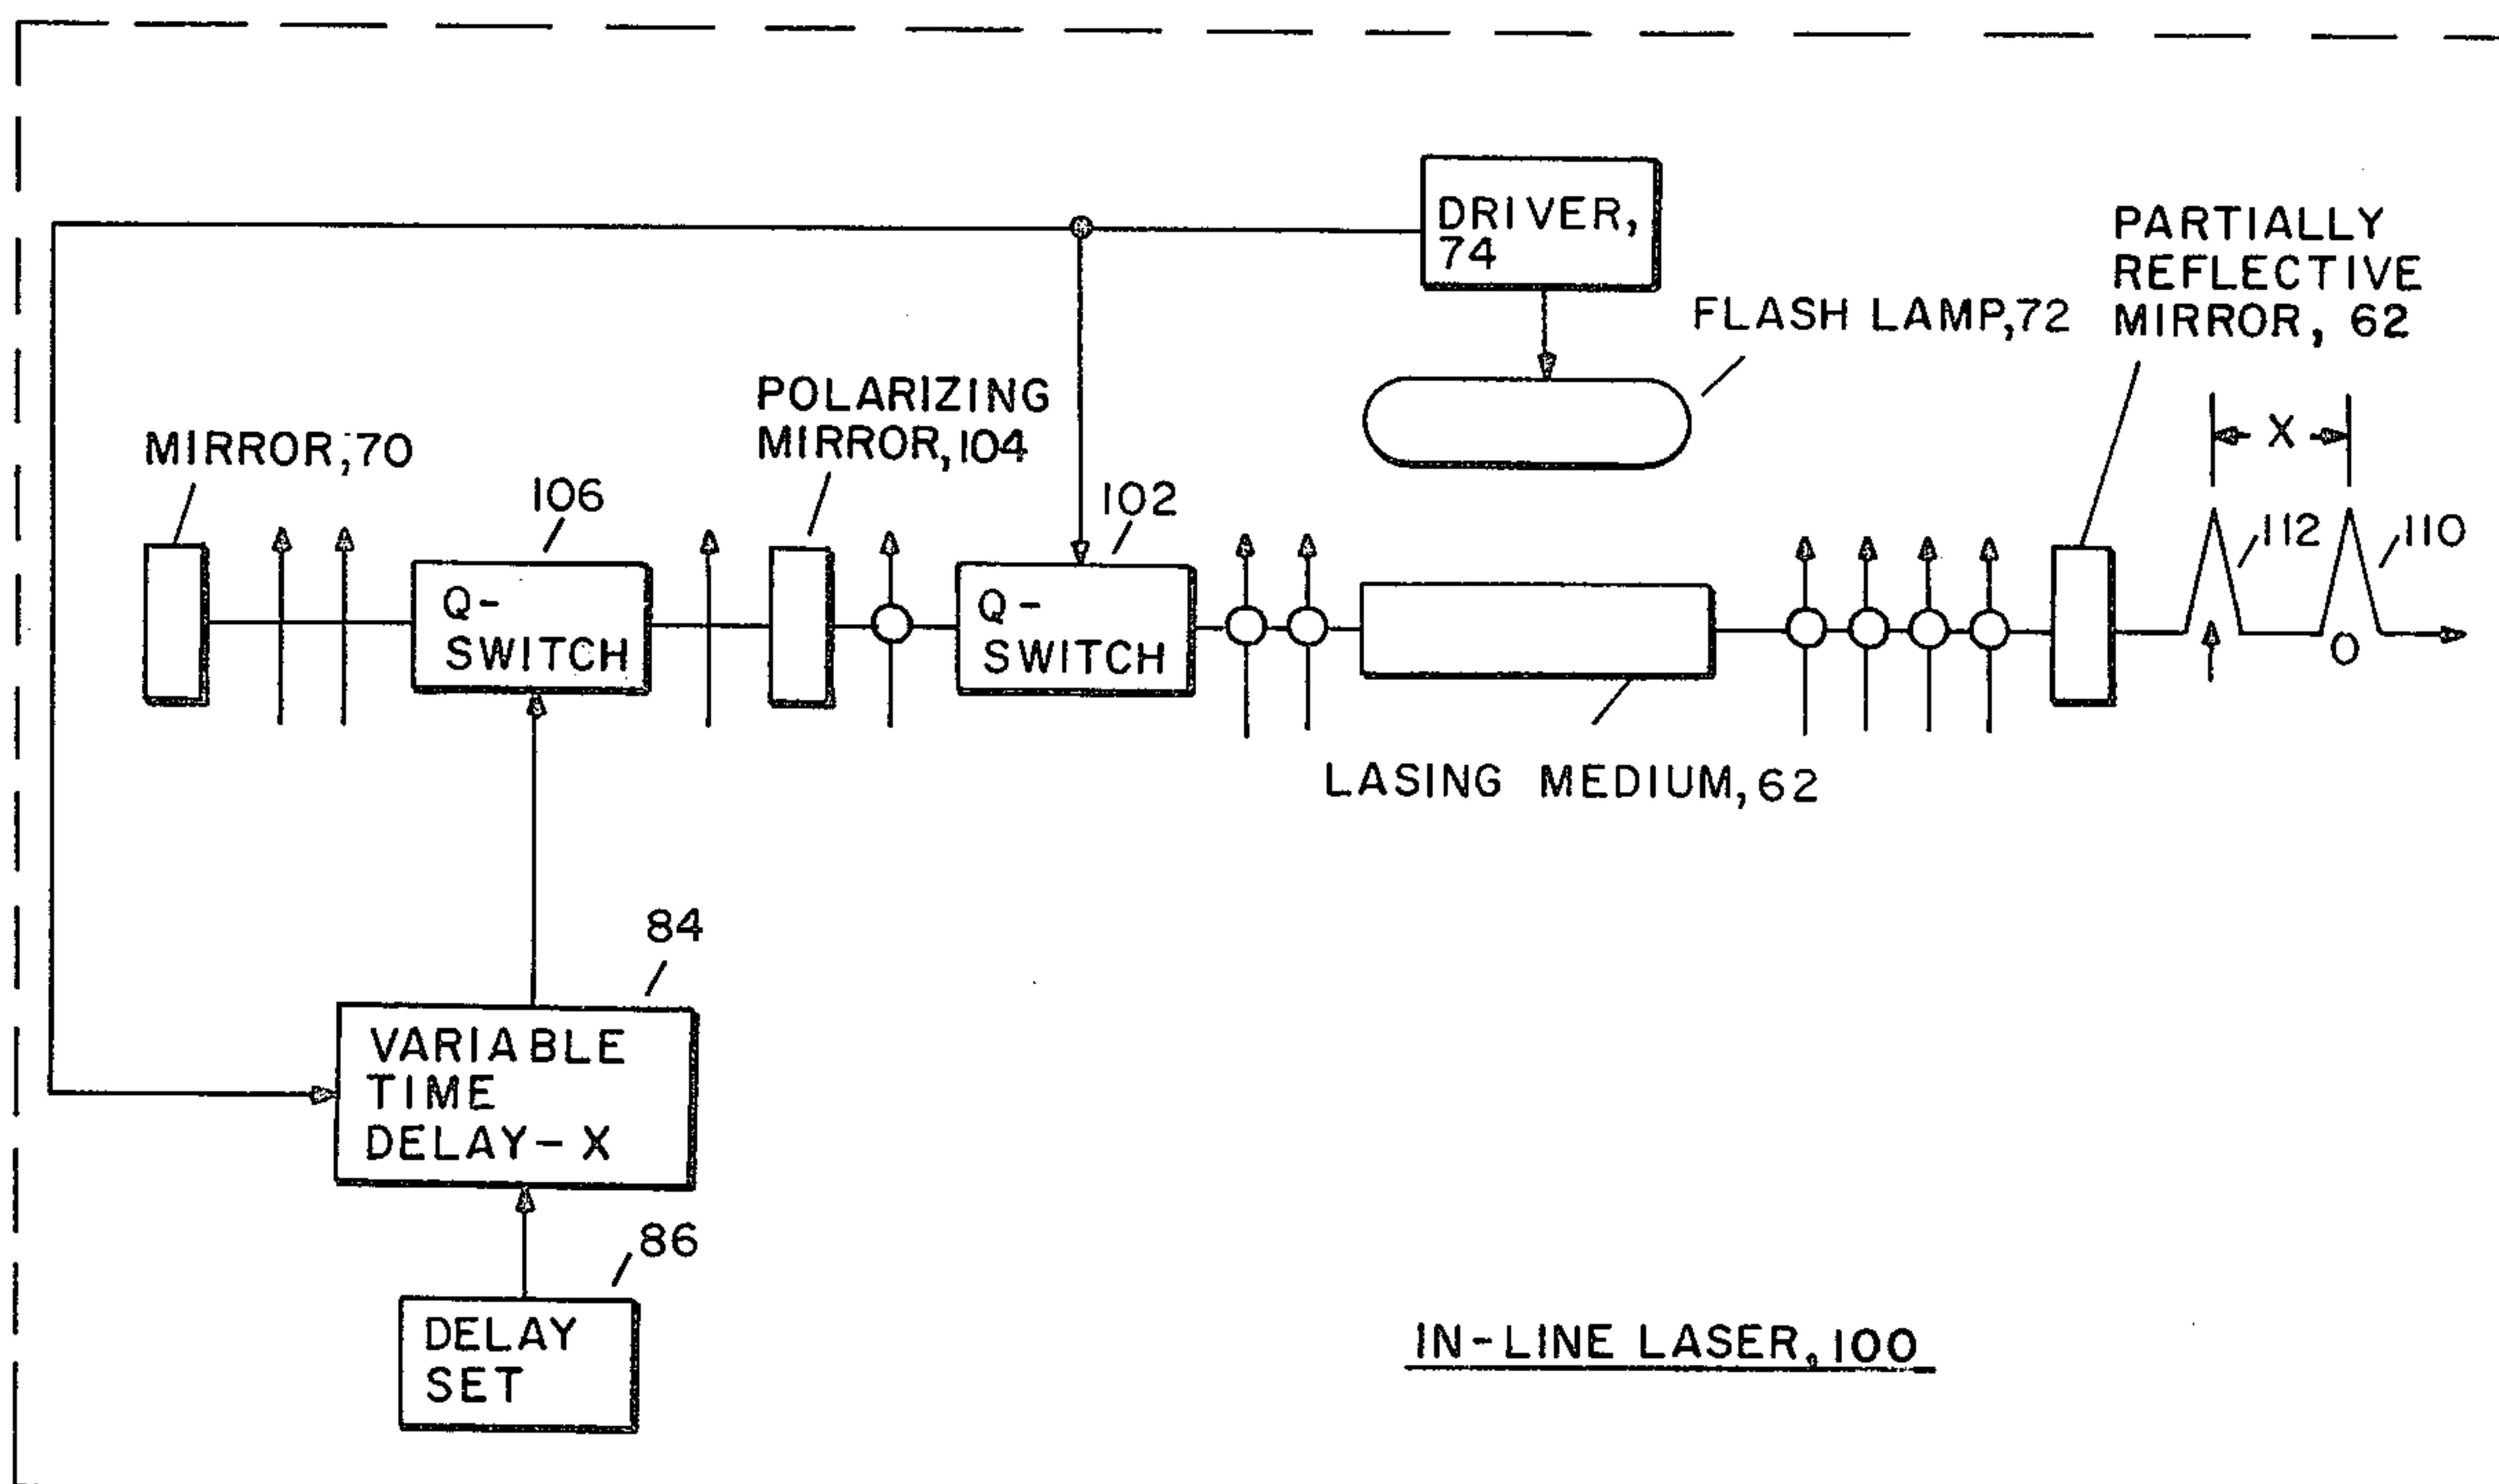 DRIVER,
74
PARTIALLY
REFLECTIVE
MIRROR, 62
FLASH LAMP,72
POLARIZING
MIRROR,104
MIRROR,70
X
106
102
112
110
Q-
SWITCH
Q-
SWITCH
O
LASING MEDIUM,62
84
VARIABLE
TIME
DELAY-X
86
DELAY
SET
IN-LINE LASER,100